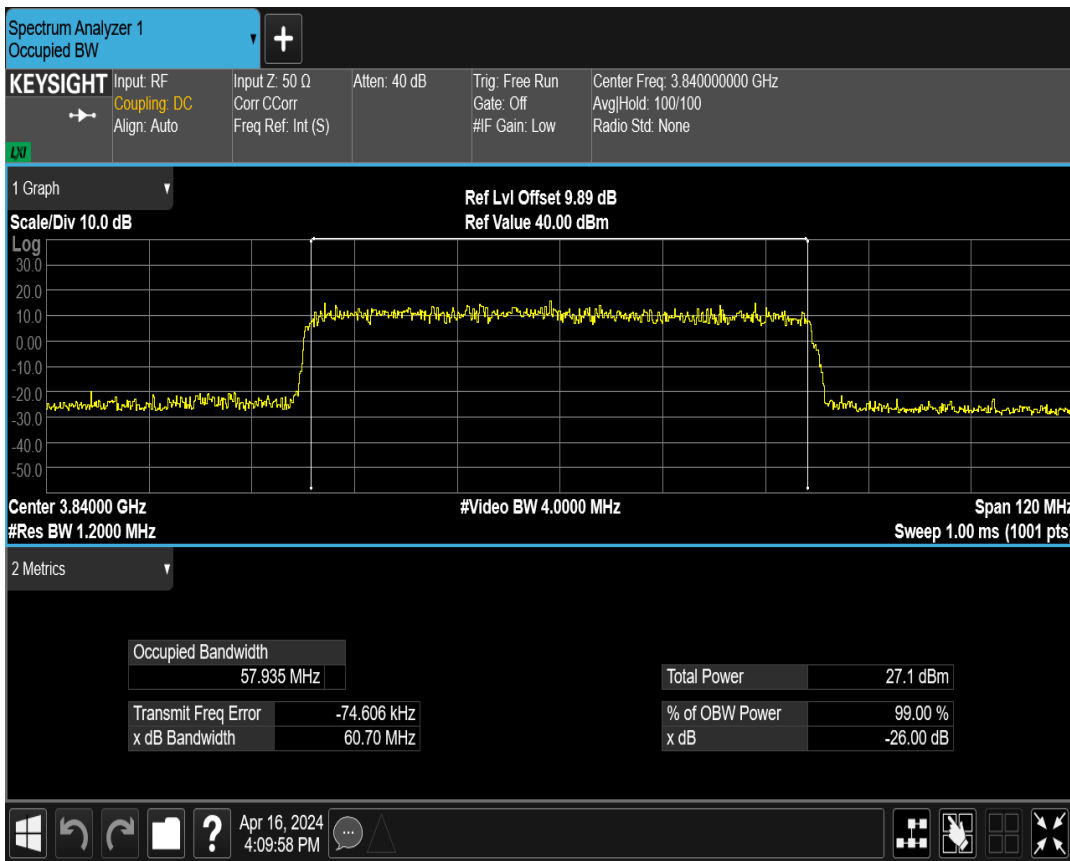 Spectrum Analyzer 1
Occupied BW
KEYSIGHT
LXI
Input: RF
Coupling: DC
Align: Auto
Input Z: 50 Ω
Corr CCorr
Freq Ref: Int (S)
Atten: 40 dB
Trig: Free Run
Gate: Off
#IF Gain: Low
Center Freq: 3.840000000 GHz
Avg|Hold: 100/100
Radio Std: None
1 Graph
Ref Lvl Offset 9.89 dB
Scale/Div 10.0 dB
Ref Value 40.00 dBm
Log
30.0
20.0
10.0
0.00
-10.0
-20.0
-30.0
-40.0
-50.0
Center 3.84000 GHz
#Video BW 4.0000 MHz
Span 120 MHz
#Res BW 1.2000 MHz
Sweep 1.00 ms (1001 pts)
2 Metrics
Occupied Bandwidth
57.935 MHz
Total Power 27.1 dBm
Transmit Freq Error -74.606 kHz
% of OBW Power 99.00 %
x dB Bandwidth 60.70 MHz
x dB -26.00 dB
?
Apr 16, 2024
4:09:58 PM